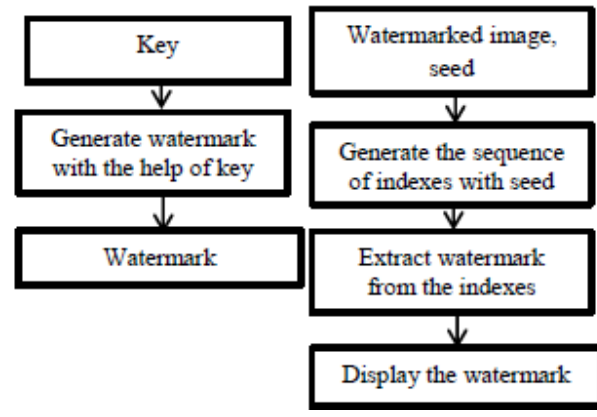 Key
Generate watermark
with the help of key
Watermark
Watermarked image,
seed
Generate the sequence
of indexes with seed
Extract watermark
from the indexes
Display the watermark